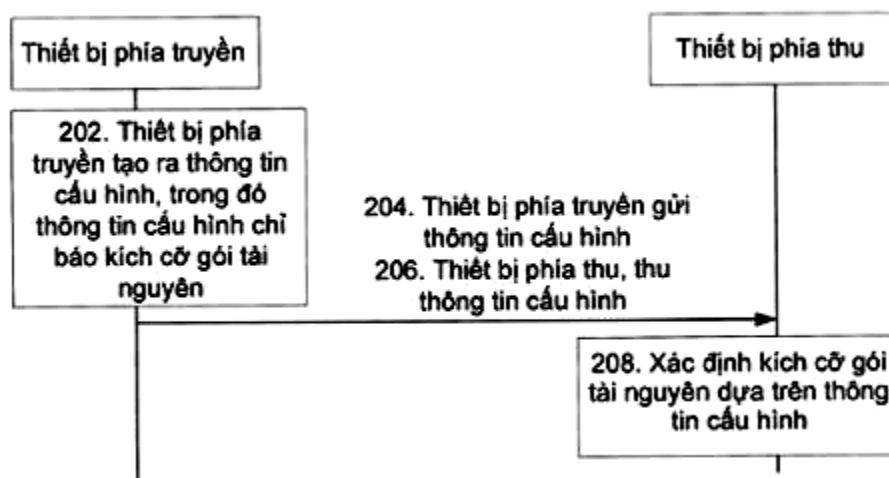 Thiết bị phía truyền
Thiết bị phía thu
202. Thiết bị phía
truyền tạo ra thông tin
cấu hình, trong đó
thông tin cấu hình chỉ
báo kích cỡ gói tài
nguyên
204. Thiết bị phía truyền gửi
thông tin cấu hình
206. Thiết bị phía thu, thu
thông tin cấu hình
208. Xác định kích cỡ gói
tài nguyên dựa trên thông
tin cấu hình